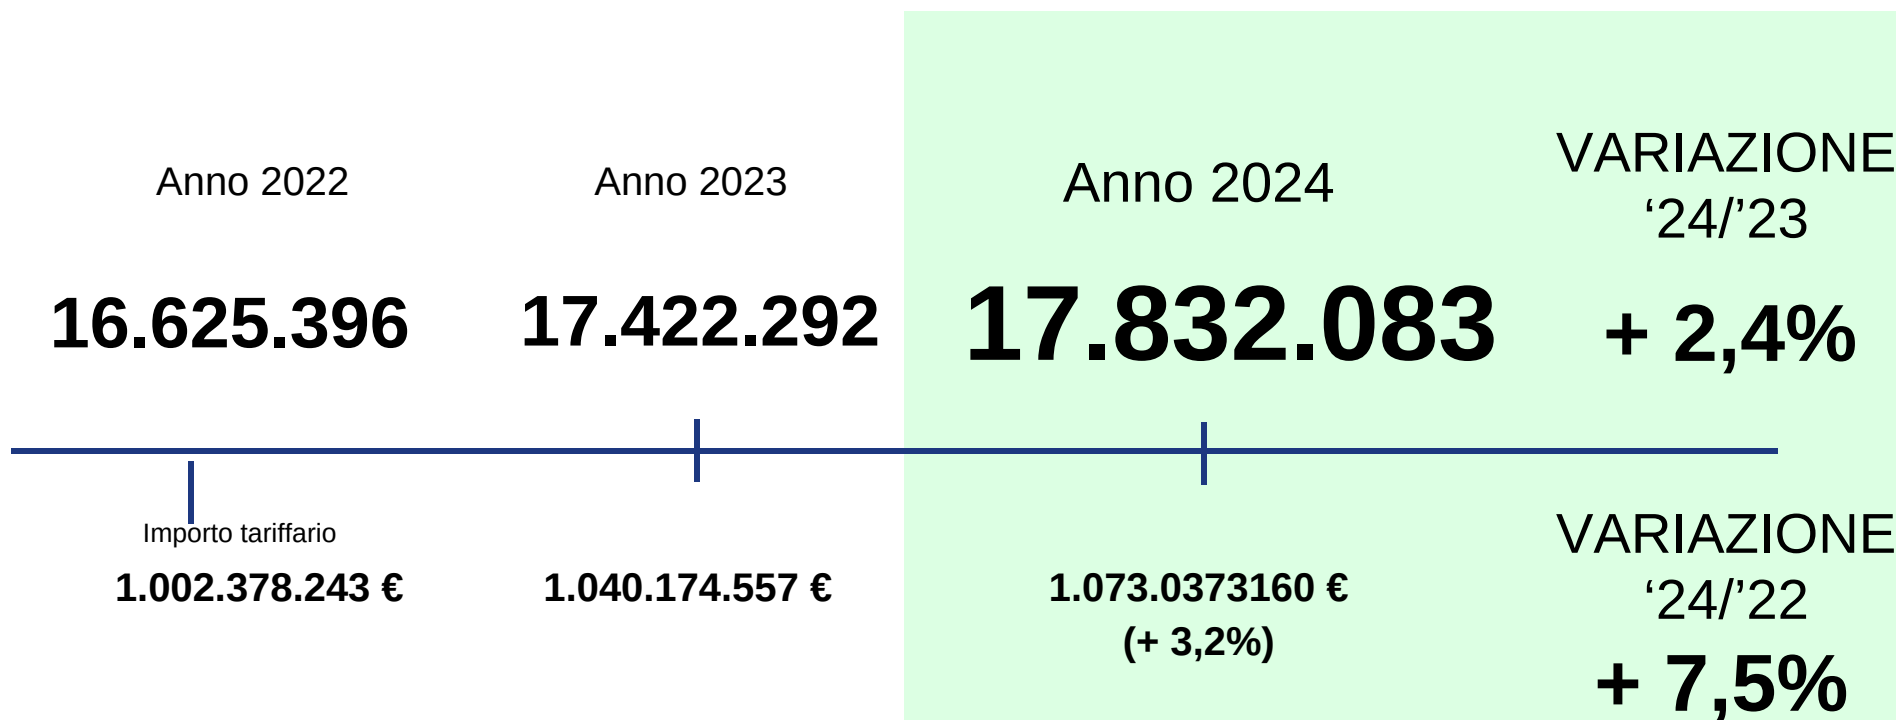 Anno 2022
Anno 2023
Anno 2024
VARIAZIONE
‘24/’23
16.625.396
17.422.292
17.832.083
+ 2,4%
Importo tariffario
1.002.378.243 €
1.040.174.557 €
1.073.0373160 €
(+ 3,2%)
VARIAZIONE
‘24/’22
+ 7,5%